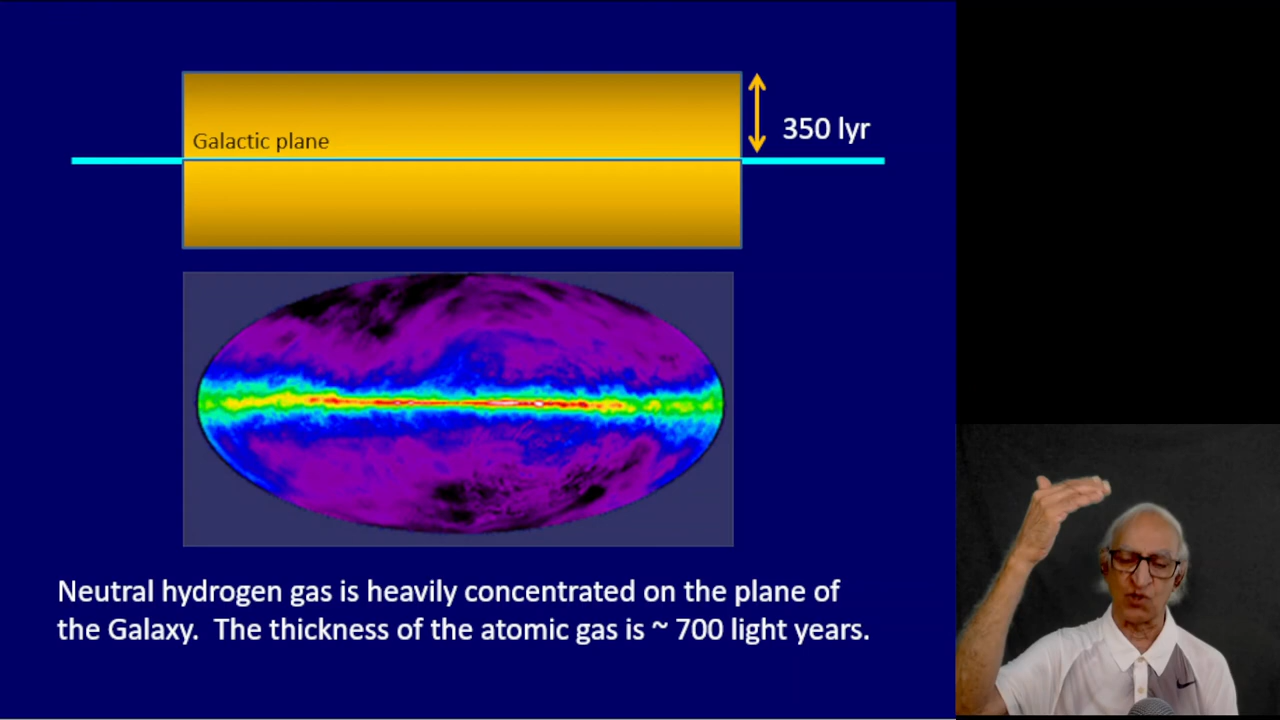 350 lyr
Galactic plane
Neutral hydrogen gas is heavily concentrated on the plane of
the Galaxy.  The thickness of the atomic gas is ~ 700 light years.